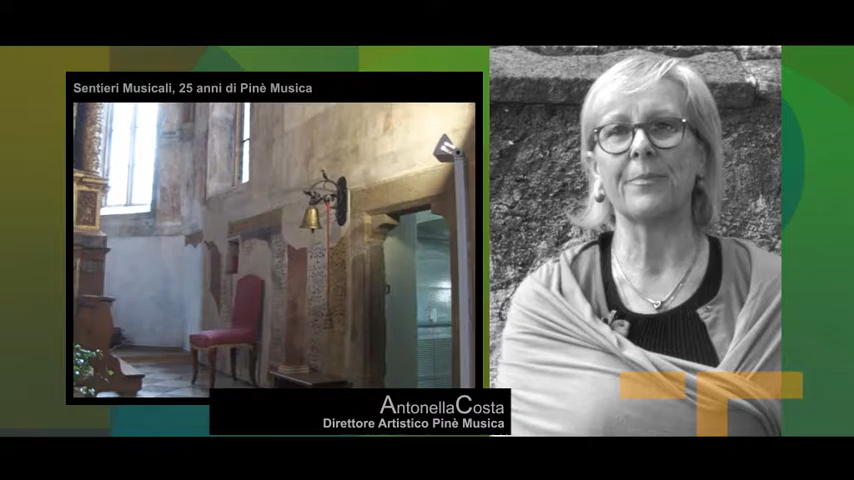 Sentieri Musicali, 25 anni di Pinè Musica
AntonellaCosta
Direttore Artistico Pinè Musica